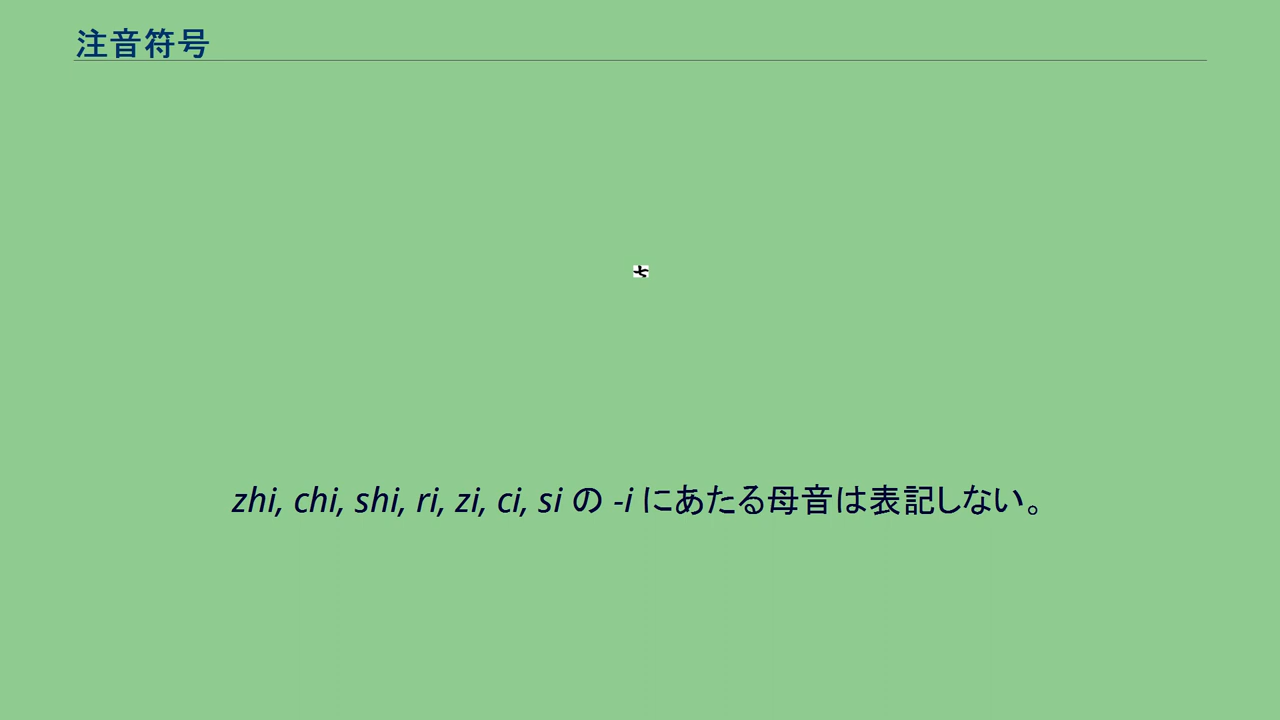 注音符号
zhi, chi, shi, ri, zi, ci, si の -i にあたる母音は表記しない。